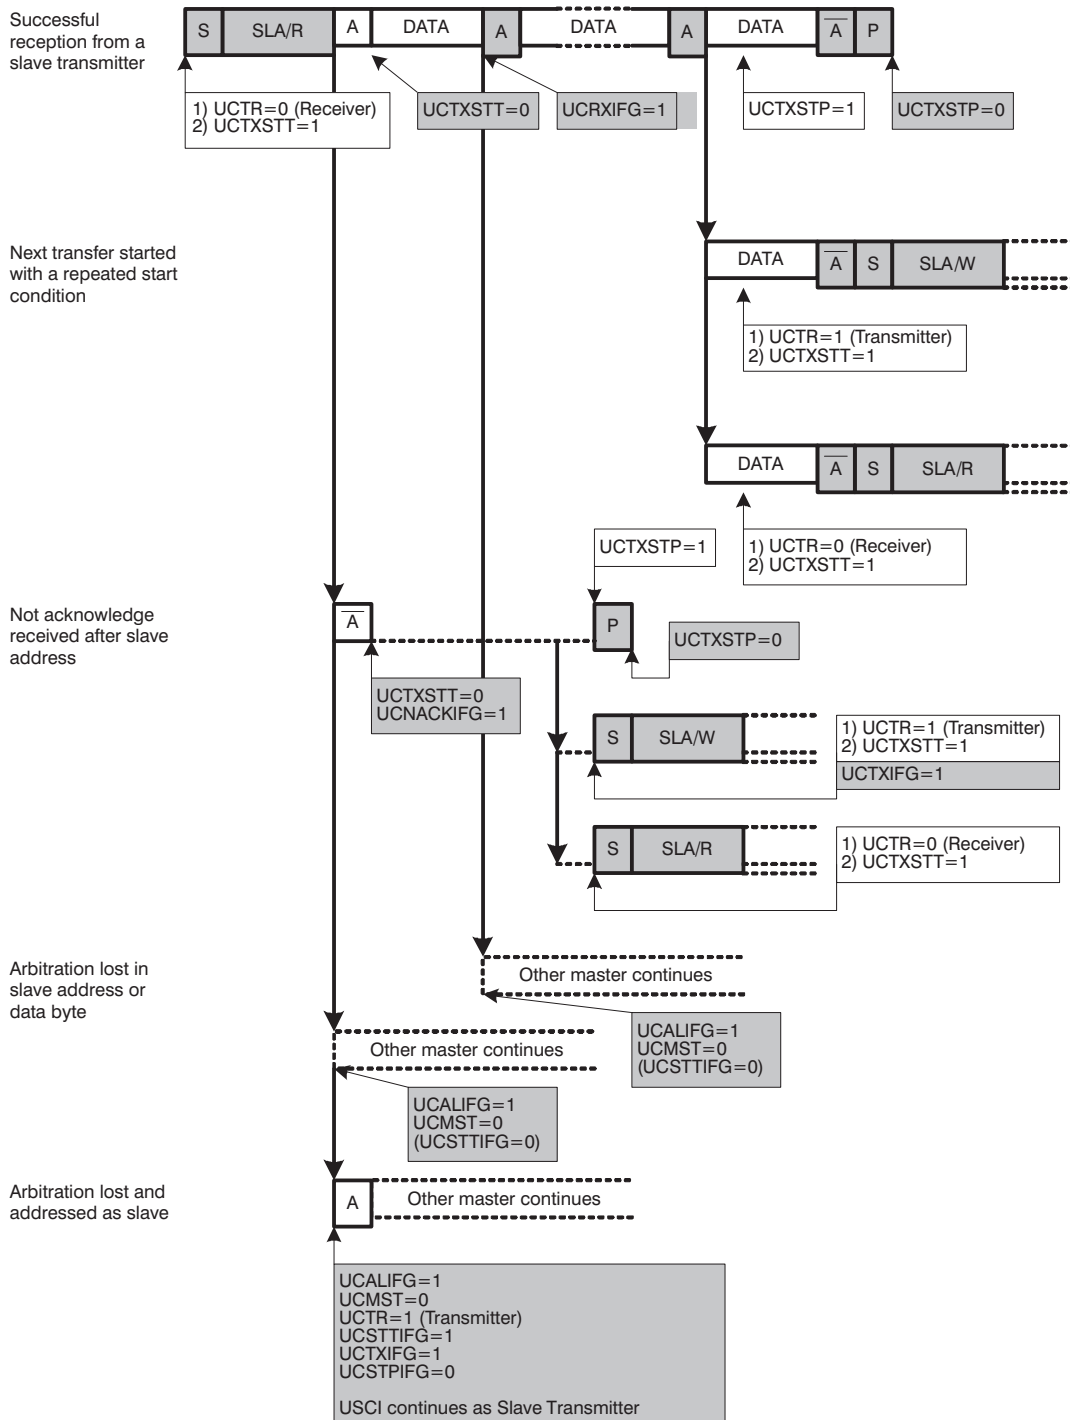 Successful
reception from a
slave transmitter
S SLA/R A DATA A DATA A DATA A P
1) UCTR=0 (Receiver)
2) UCTXSTT=1
UCTXSTT=0
UCRXIFG=1
UCTXSTP=1
UCTXSTP=0
Next transfer started
with a repeated start
condition
DATA A S SLA/W
1) UCTR=1 (Transmitter)
2) UCTXSTT=1
DATA A S SLA/R
1) UCTR=0 (Receiver)
2) UCTXSTT=1
UCTXSTP=1
Not acknowledge
received after slave
address
A
P
UCTXSTP=0
UCTXSTT=0
UCNACKIFG=1
S SLA/W
1) UCTR=1 (Transmitter)
2) UCTXSTT=1
UCTXIFG=1
S SLA/R
1) UCTR=0 (Receiver)
2) UCTXSTT=1
Arbitration lost in
slave address or
data byte
Other master continues
UCALIFG=1
UCMST=0
(UCSTTIFG=0)
Other master continues
UCALIFG=1
UCMST=0
(UCSTTIFG=0)
Arbitration lost and
addressed as slave
A Other master continues
UCALIFG=1
UCMST=0
UCTR=1 (Transmitter)
UCSTTIFG=1
UCTXIFG=1
UCSTPIFG=0
USCI continues as Slave Transmitter